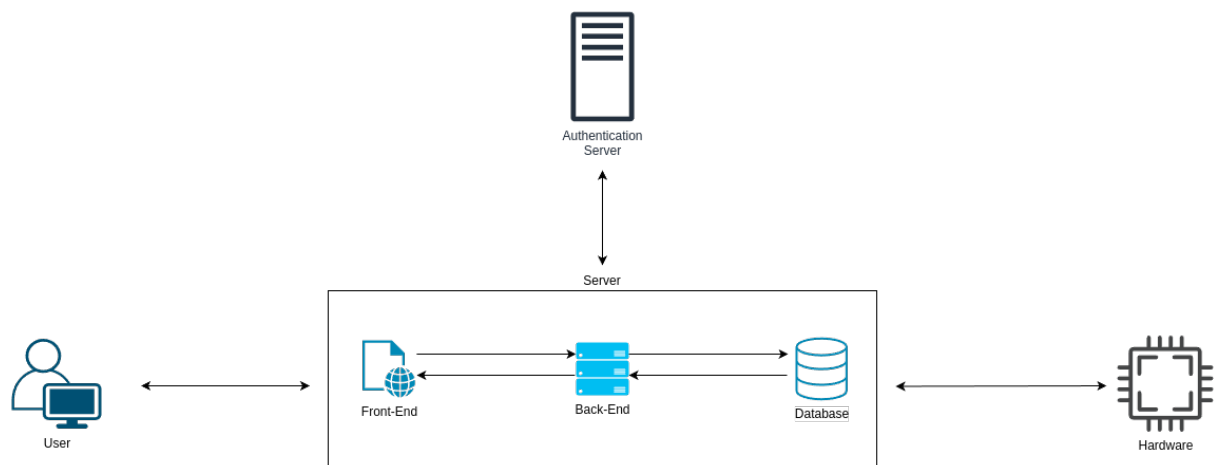 Authentication
Server
Server
Front-End
Back-End
Database
User
Hardware